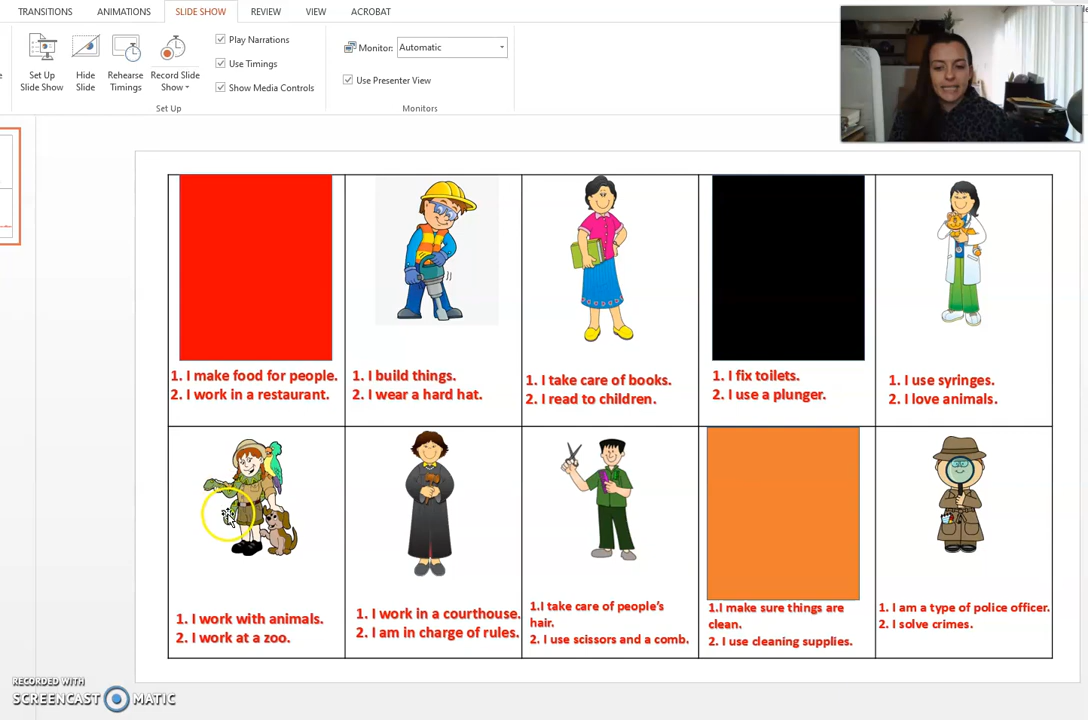 TRANSITIONS ANIMATIONS SLIDE SHOW REVIEW VIEW ACROBAT
Set Up
Slide Show
Hide
Slide
Rehearse
Timings
Record Slide
Show
Play Narrations
Use Timings
Show Media Controls
Set Up
Monitor: Automatic
Use Presenter View
Monitors
1. I make food for people.
2. I work in a restaurant.
1. I build things.
2. I wear a hard hat.
1. I take care of books.
2. I read to children.
1. I fix toilets.
2. I use a plunger.
1. I use syringes.
2. I love animals.
1. I work with animals.
2. I work at a zoo.
1. I work in a courthouse.
2. I am in charge of rules.
1.I take care of people's
hair.
2. I use scissors and a comb.
1.I make sure things are
clean.
2. I use cleaning supplies.
1. I am a type of police officer.
2. I solve crimes.
RECORDED WITH
SCREENCAST MATIC